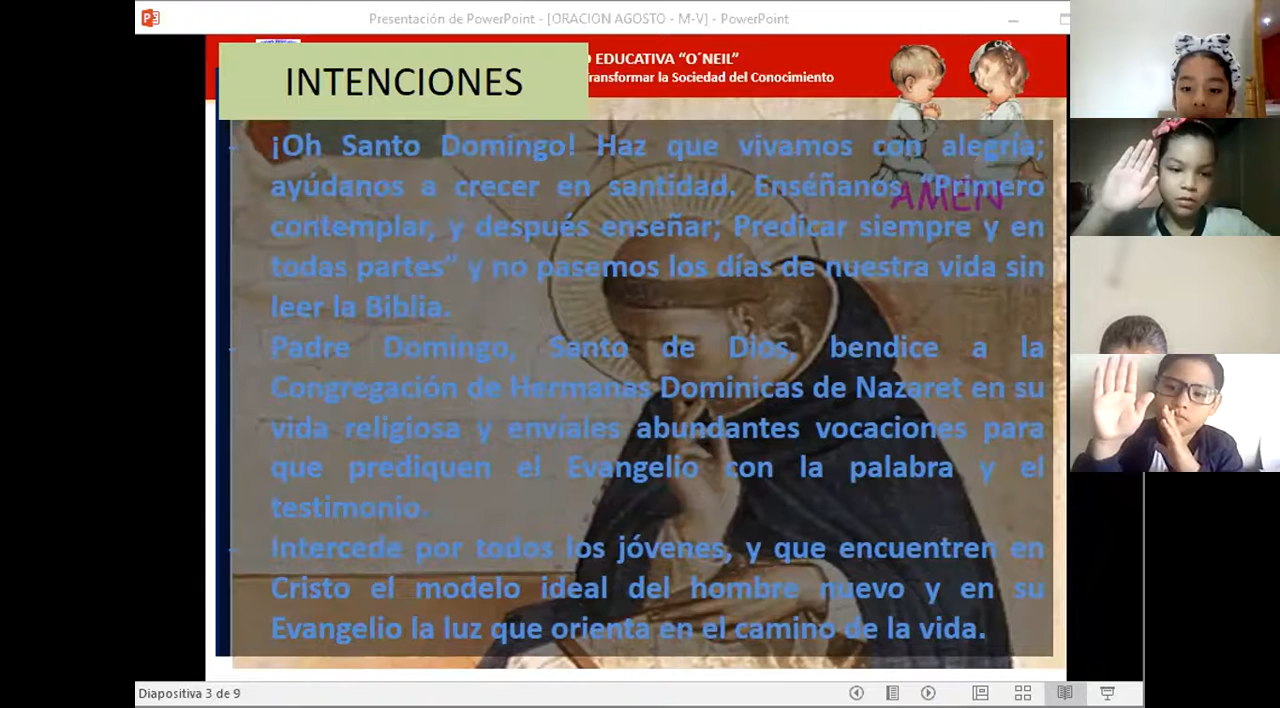 Presentación de PowerPoint - [ORACION AGOSTO - M-V] - PowerPoint
EDUCATIVA “O´NEIL”
ransformar la Sociedad del Conocimiento
INTENCIONES
- ¡Oh Santo Domingo! Haz que vivamos con alegría;
ayúdanos a crecer en santidad. Enséñanos “Primero
AMEN
contemplar, y después enseñar; Predicar siempre y en
todas partes” y no pasemos los días de nuestra vida sin
leer la Biblia.
- Padre Domingo, Santo de Dios, bendice a la
Congregación de Hermanas Dominicas de Nazaret en su
vida religiosa y envíales abundantes vocaciones para
que prediquen el Evangelio con la palabra y el
testimonio.
- Intercede por todos los jóvenes, y que encuentren en
Cristo el modelo ideal del hombre nuevo y en su
Evangelio la luz que orienta en el camino de la vida.
Diapositiva 3 de 9